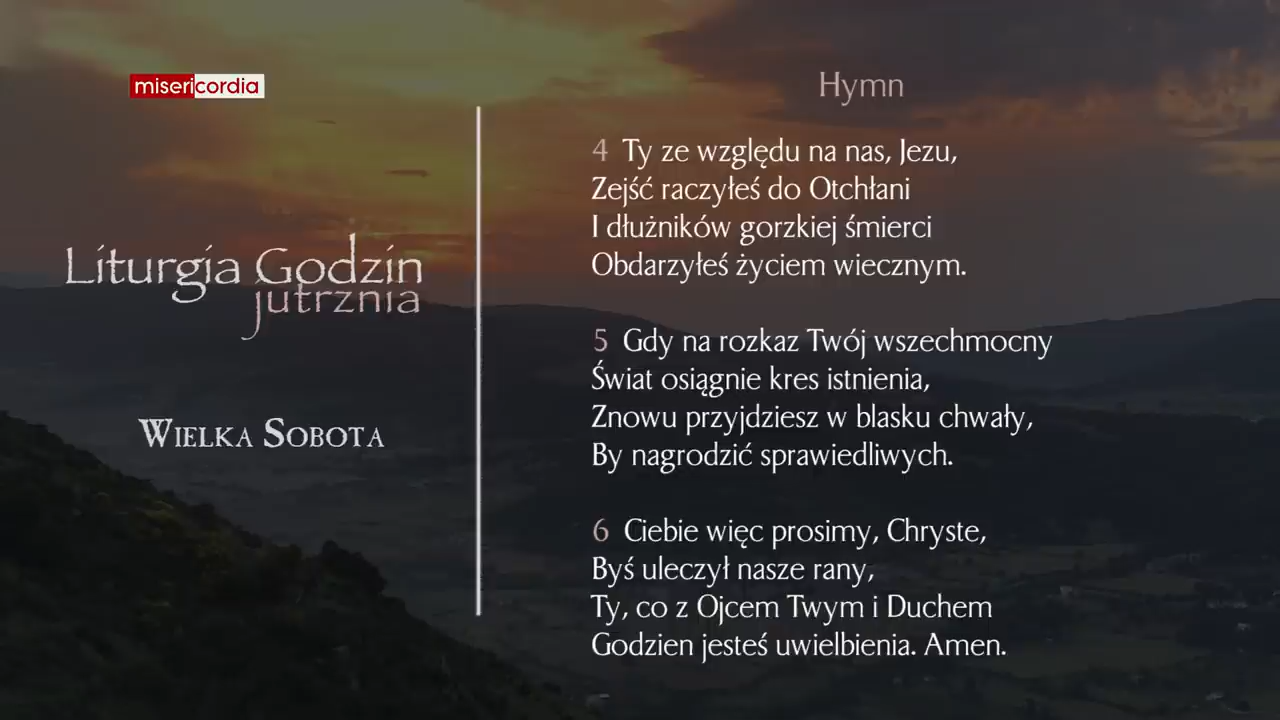 misericordia
Liturgia Godzin
jutrznia
Wielka Sobota
Hymn
4 Ty ze względu na nas, Jezu,
Zejść raczyłeś do Otchłani
I dłużników gorzkiej śmierci
Obdarzyłeś życiem wiecznym.
5 Gdy na rozkaz Twój wszechmocny
Świat osiągnie kres istnienia,
Znowu przyjdziesz w blasku chwały,
By nagrodzić sprawiedliwych.
6 Ciebie więc prosimy, Chryste,
Byś uleczył nasze rany,
Ty, co z Ojcem Twym i Duchem
Godzien jesteś uwielbienia. Amen.